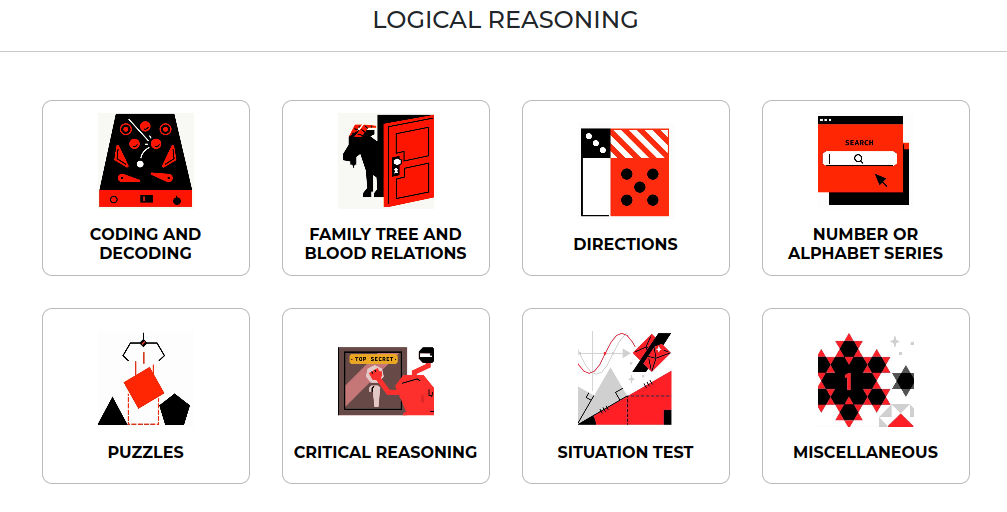 LOGICAL REASONING
CODING AND
DECODING
FAMILY TREE AND
BLOOD RELATIONS
DIRECTIONS
SEARCH
NUMBER OR
ALPHABET SERIES
PUZZLES
TOP SECRET
CRITICAL REASONING
SITUATION TEST
MISCELLANEOUS